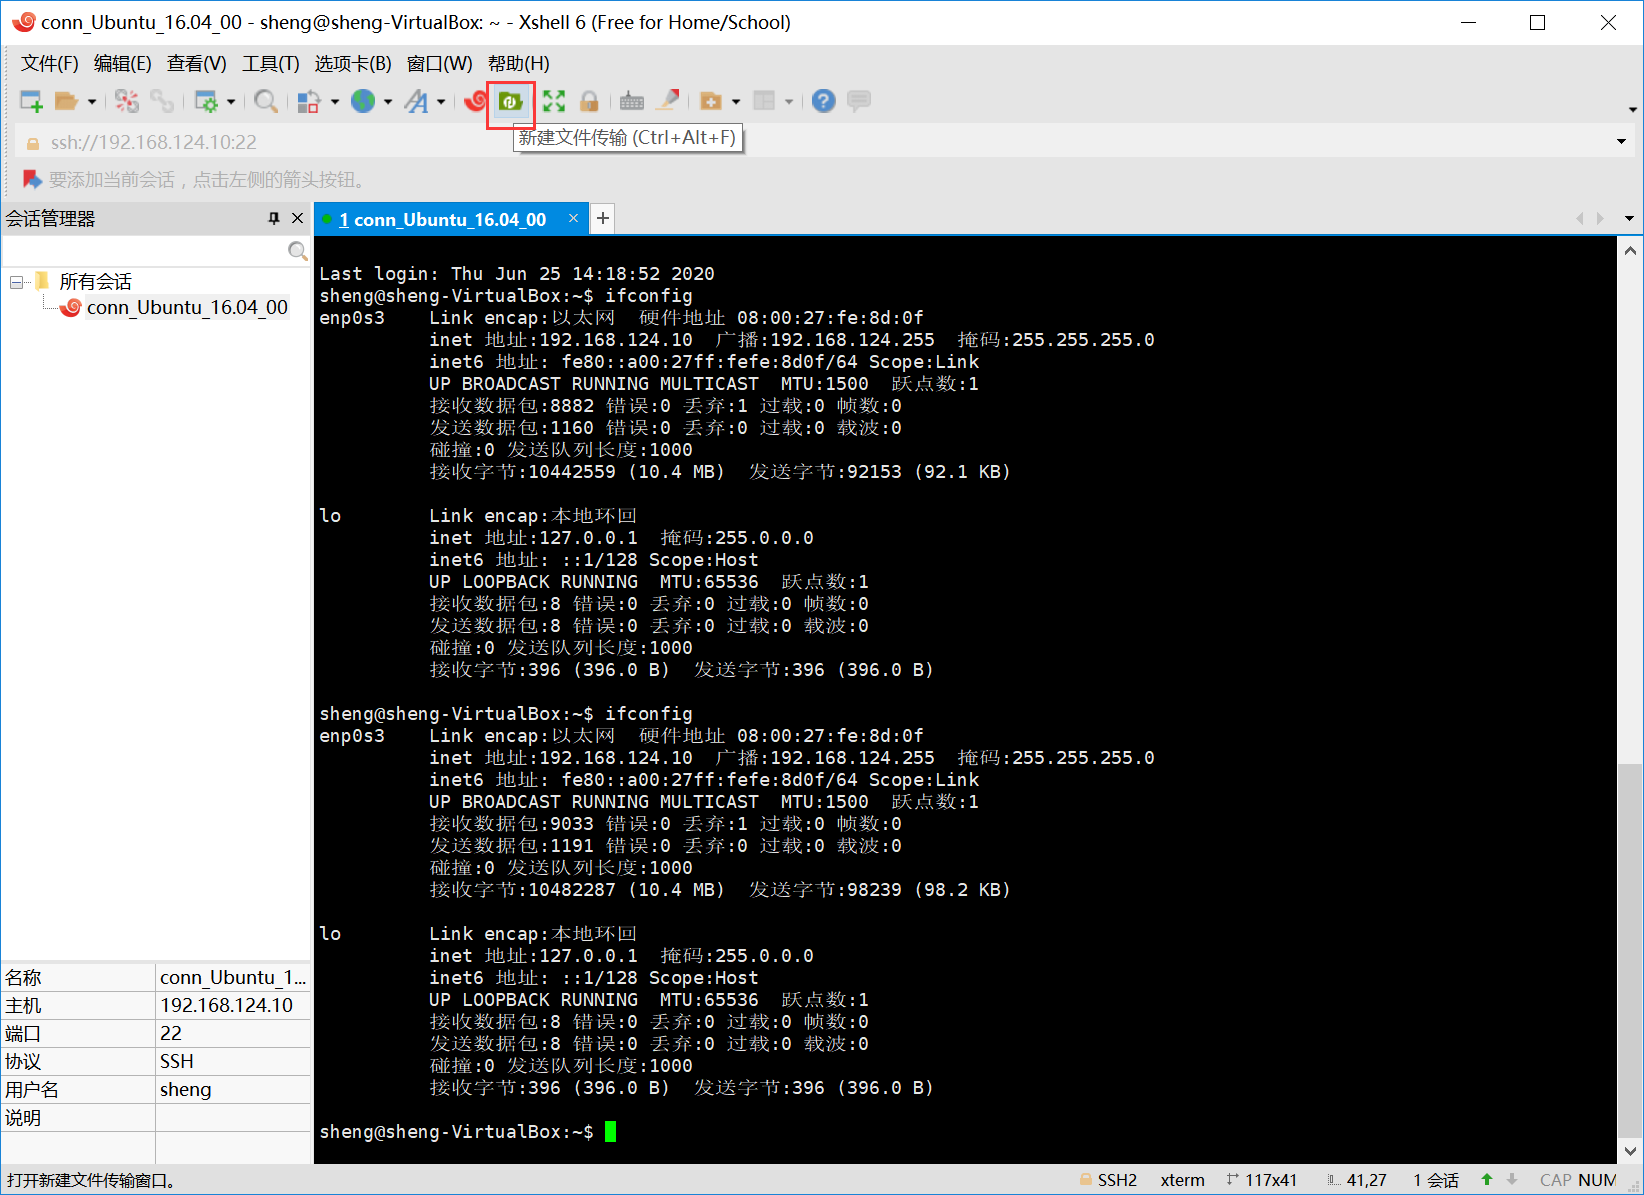 conn_Ubuntu_16.04_00 - sheng@sheng-VirtualBox: ~ - Xshell 6 (Free for Home/School)
文件(F) 编辑(E) 查看(V) 工具(T) 选项卡(B) 窗口(W) 帮助(H)
新建文件传输 (Ctrl+Alt+F)
ssh://192.168.124.10:22
要添加当前会话，点击左侧的箭头按钮。
会话管理器
1 conn_Ubuntu_16.04_00
所有会话
conn_Ubuntu_16.04_00
Last login: Thu Jun 25 14:18:52 2020
sheng@sheng-VirtualBox:~$ ifconfig
enp0s3    Link encap:以太网  硬件地址 08:00:27:fe:8d:0f
inet 地址:192.168.124.10  广播:192.168.124.255  掩码:255.255.255.0
inet6 地址: fe80::a00:27ff:fefe:8d0f/64 Scope:Link
UP BROADCAST RUNNING MULTICAST  MTU:1500  跃点数:1
接收数据包:8882 错误:0 丢弃:1 过载:0 帧数:0
发送数据包:1160 错误:0 丢弃:0 过载:0 载波:0
碰撞:0 发送队列长度:1000
接收字节:10442559 (10.4 MB)  发送字节:92153 (92.1 KB)
lo        Link encap:本地环回
inet 地址:127.0.0.1  掩码:255.0.0.0
inet6 地址: ::1/128 Scope:Host
UP LOOPBACK RUNNING  MTU:65536  跃点数:1
接收数据包:8 错误:0 丢弃:0 过载:0 帧数:0
发送数据包:8 错误:0 丢弃:0 过载:0 载波:0
碰撞:0 发送队列长度:1000
接收字节:396 (396.0 B)  发送字节:396 (396.0 B)
sheng@sheng-VirtualBox:~$ ifconfig
enp0s3    Link encap:以太网  硬件地址 08:00:27:fe:8d:0f
inet 地址:192.168.124.10  广播:192.168.124.255  掩码:255.255.255.0
inet6 地址: fe80::a00:27ff:fefe:8d0f/64 Scope:Link
UP BROADCAST RUNNING MULTICAST  MTU:1500  跃点数:1
接收数据包:9033 错误:0 丢弃:1 过载:0 帧数:0
发送数据包:1191 错误:0 丢弃:0 过载:0 载波:0
碰撞:0 发送队列长度:1000
接收字节:10482287 (10.4 MB)  发送字节:98239 (98.2 KB)
lo        Link encap:本地环回
inet 地址:127.0.0.1  掩码:255.0.0.0
inet6 地址: ::1/128 Scope:Host
UP LOOPBACK RUNNING  MTU:65536  跃点数:1
接收数据包:8 错误:0 丢弃:0 过载:0 帧数:0
发送数据包:8 错误:0 丢弃:0 过载:0 载波:0
碰撞:0 发送队列长度:1000
接收字节:396 (396.0 B)  发送字节:396 (396.0 B)
sheng@sheng-VirtualBox:~$
名称 conn_Ubuntu_1...
主机 192.168.124.10
端口 22
协议 SSH
用户名 sheng
说明
打开新建文件传输窗口。 SSH2 xterm 117x41 41,27 1 会话 CAP NUM